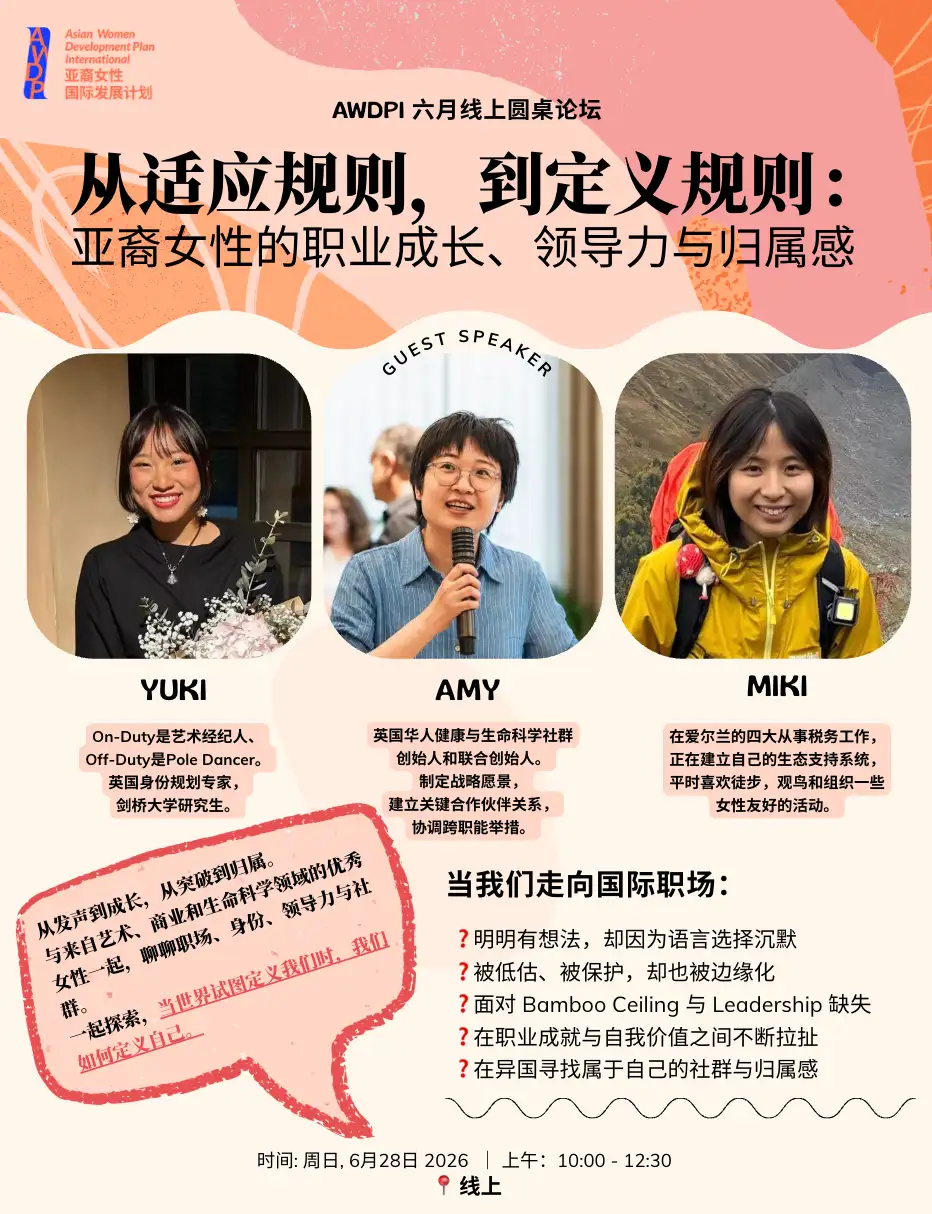 AWDP
Asian Women
Development Plan
International
亚裔女性
国际发展计划
AWDPI 六月线上圆桌论坛
从适应规则，到定义规则：
亚裔女性的职业成长、领导力与归属感
GUEST SPEAKER
YUKI
On-Duty是艺术经纪人、
Off-Duty是Pole Dancer。
英国身份规划专家，
剑桥大学研究生。
AMY
英国华人健康与生命科学社群
创始人和联合创始人。
制定战略愿景，
建立关键合作伙伴关系，
协调跨职能举措。
MIKI
在爱尔兰的四大从事税务工作，
正在建立自己的生态支持系统，
平时喜欢徒步，观鸟和组织一些
女性友好的活动。
从发声到成长，从突破到归属。
与来自艺术、商业和生命科学领域的优秀
女性一起，聊聊职场、身份、领导力与社
群。
一起探索，当世界试图定义我们时，我们
如何定义自己。
当我们走向国际职场：
❓明明有想法，却因为语言选择沉默
❓被低估、被保护，却也被边缘化
❓面对 Bamboo Ceiling 与 Leadership 缺失
❓在职业成就与自我价值之间不断拉扯
❓在异国寻找属于自己的社群与归属感
时间: 周日, 6月28日 2026 ｜上午：10:00 - 12:30
📍线上